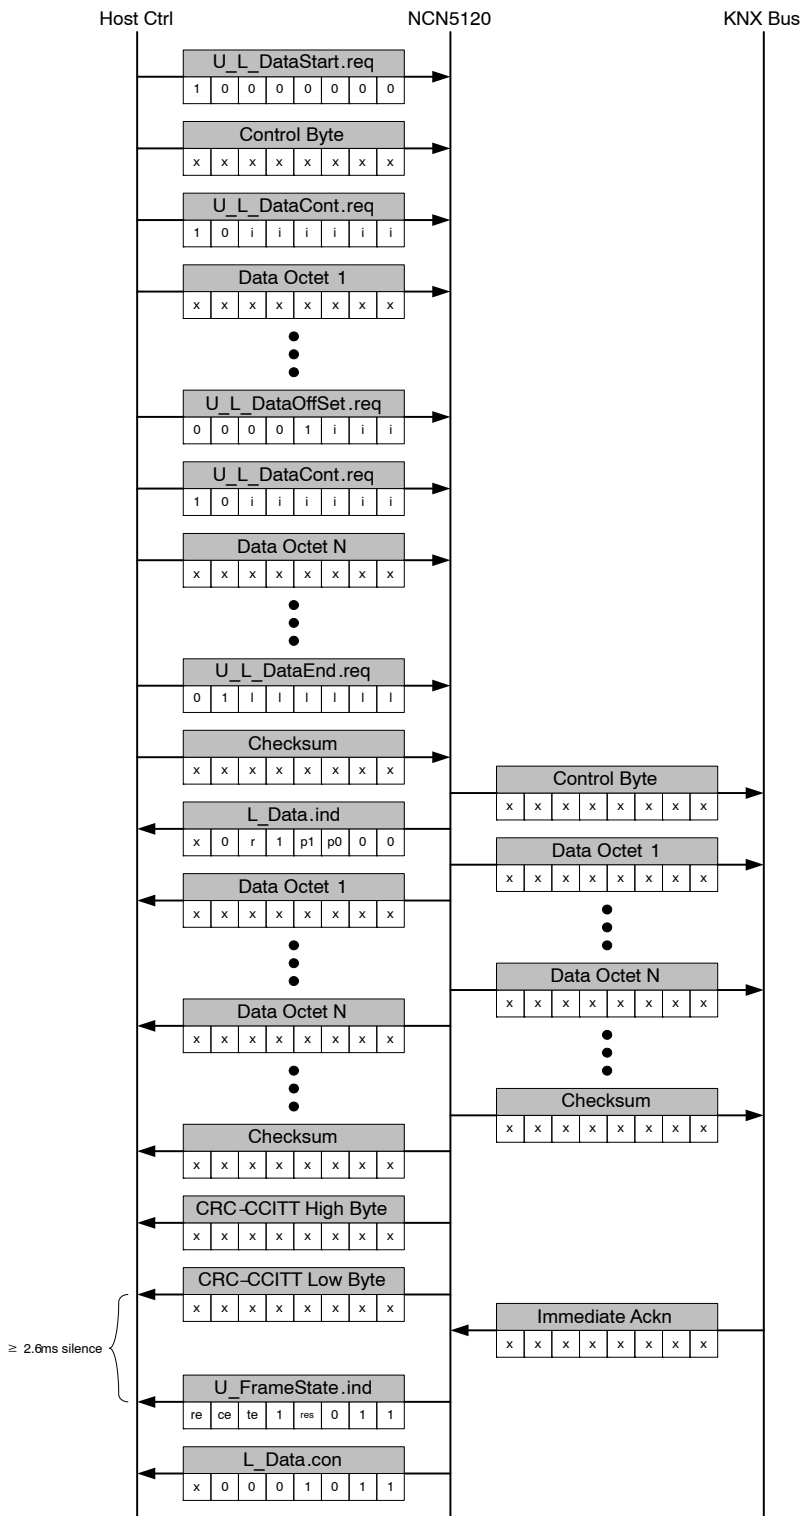 Host Ctrl NCN5120 KNX Bus
U_L_DataStart.req
1 0 0 0 0 0 0 0
Control Byte
x x x x x x x x
U_L_DataCont.req
1 0 i i i i i i
Data Octet 1
x x x x x x x x
U_L_DataOffSet.req
0 0 0 0 1 i i i
U_L_DataCont.req
1 0 i i i i i i
Data Octet N
x x x x x x x x
U_L_DataEnd.req
0 1 l l l l l l
Checksum
x x x x x x x x
Control Byte
x x x x x x x x
L_Data.ind
x 0 r 1 p1 p0 0 0
Data Octet 1
x x x x x x x x
Data Octet 1
x x x x x x x x
Data Octet N
x x x x x x x x
Data Octet N
x x x x x x x x
Checksum
x x x x x x x x
Checksum
x x x x x x x x
CRC-CCITT High Byte
x x x x x x x x
CRC-CCITT Low Byte
x x x x x x x x
Immediate Ackn
x x x x x x x x
≥ 2.6ms silence
U_FrameState.ind
re ce te 1 res 0 1 1
L_Data.con
x 0 0 0 1 0 1 1